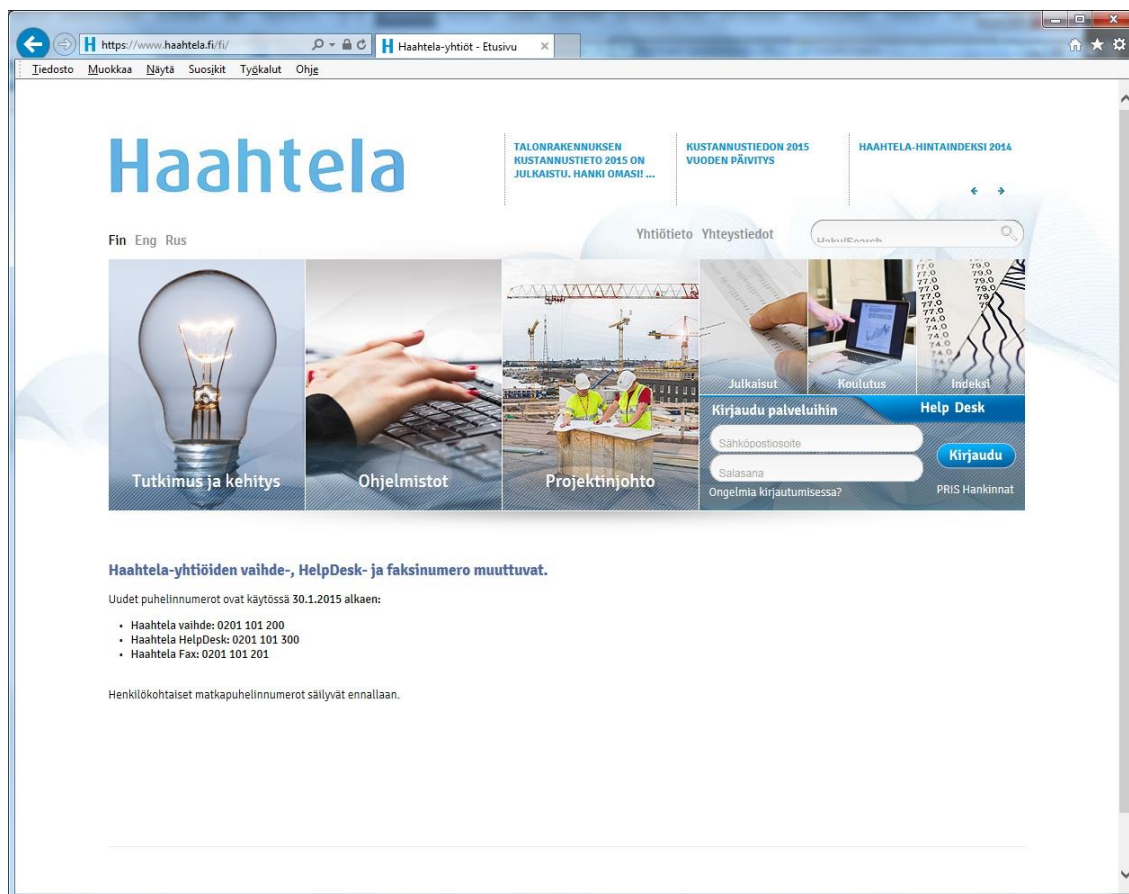 https://www.haahtela.fi/fi/
Haahtela-yhtiöt - Etusivu
Tiedosto Muokkaa Näytä Suosikit Työkalut Ohje
Haahtela
TALONRAKENNUKSEN
KUSTANNUSTIETO 2015 ON
JULKAISTU. HANKI OMASI! ...
KUSTANNUSTIEDON 2015
VUODEN PÄIVITYS
HAAHTELA-HINTAINDEKSI 2014
Fin Eng Rus
Yhtiötieto Yhteystiedot
Haku/Search
Tutkimus ja kehitys
Ohjelmistot
Projektinjohto
Julkaisut
Koulutus
Indeksi
Kirjaudu palveluihin
Help Desk
Sähköpostiosoite
Salasana
Kirjaudu
Ongelmia kirjautumisessa?
PRIS Hankinnat
Haahtela-yhtiöiden vaihde-, HelpDesk- ja faksinumero muuttuvat.
Uudet puhelinnumerot ovat käytössä 30.1.2015 alkaen:
• Haahtela vaihde: 0201 101 200
• Haahtela HelpDesk: 0201 101 300
• Haahtela Fax: 0201 101 201
Henkilökohtaiset matkapuhelinnumerot säilyvät ennallaan.